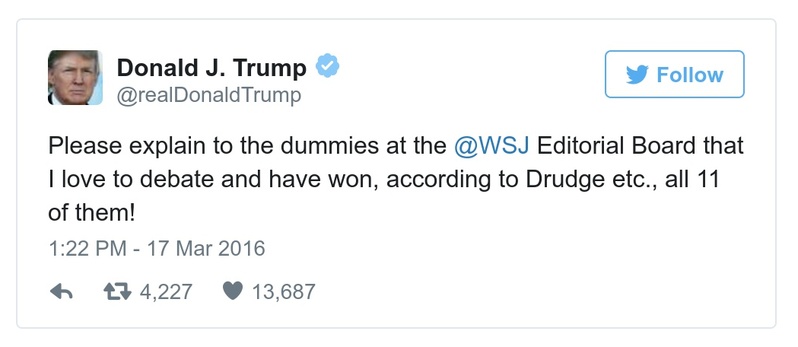 Donald J. Trump
@realDonaldTrump
Follow
Please explain to the dummies at the @WSJ Editorial Board that
I love to debate and have won, according to Drudge etc., all 11
of them!
1:22 PM - 17 Mar 2016
4,227 13,687